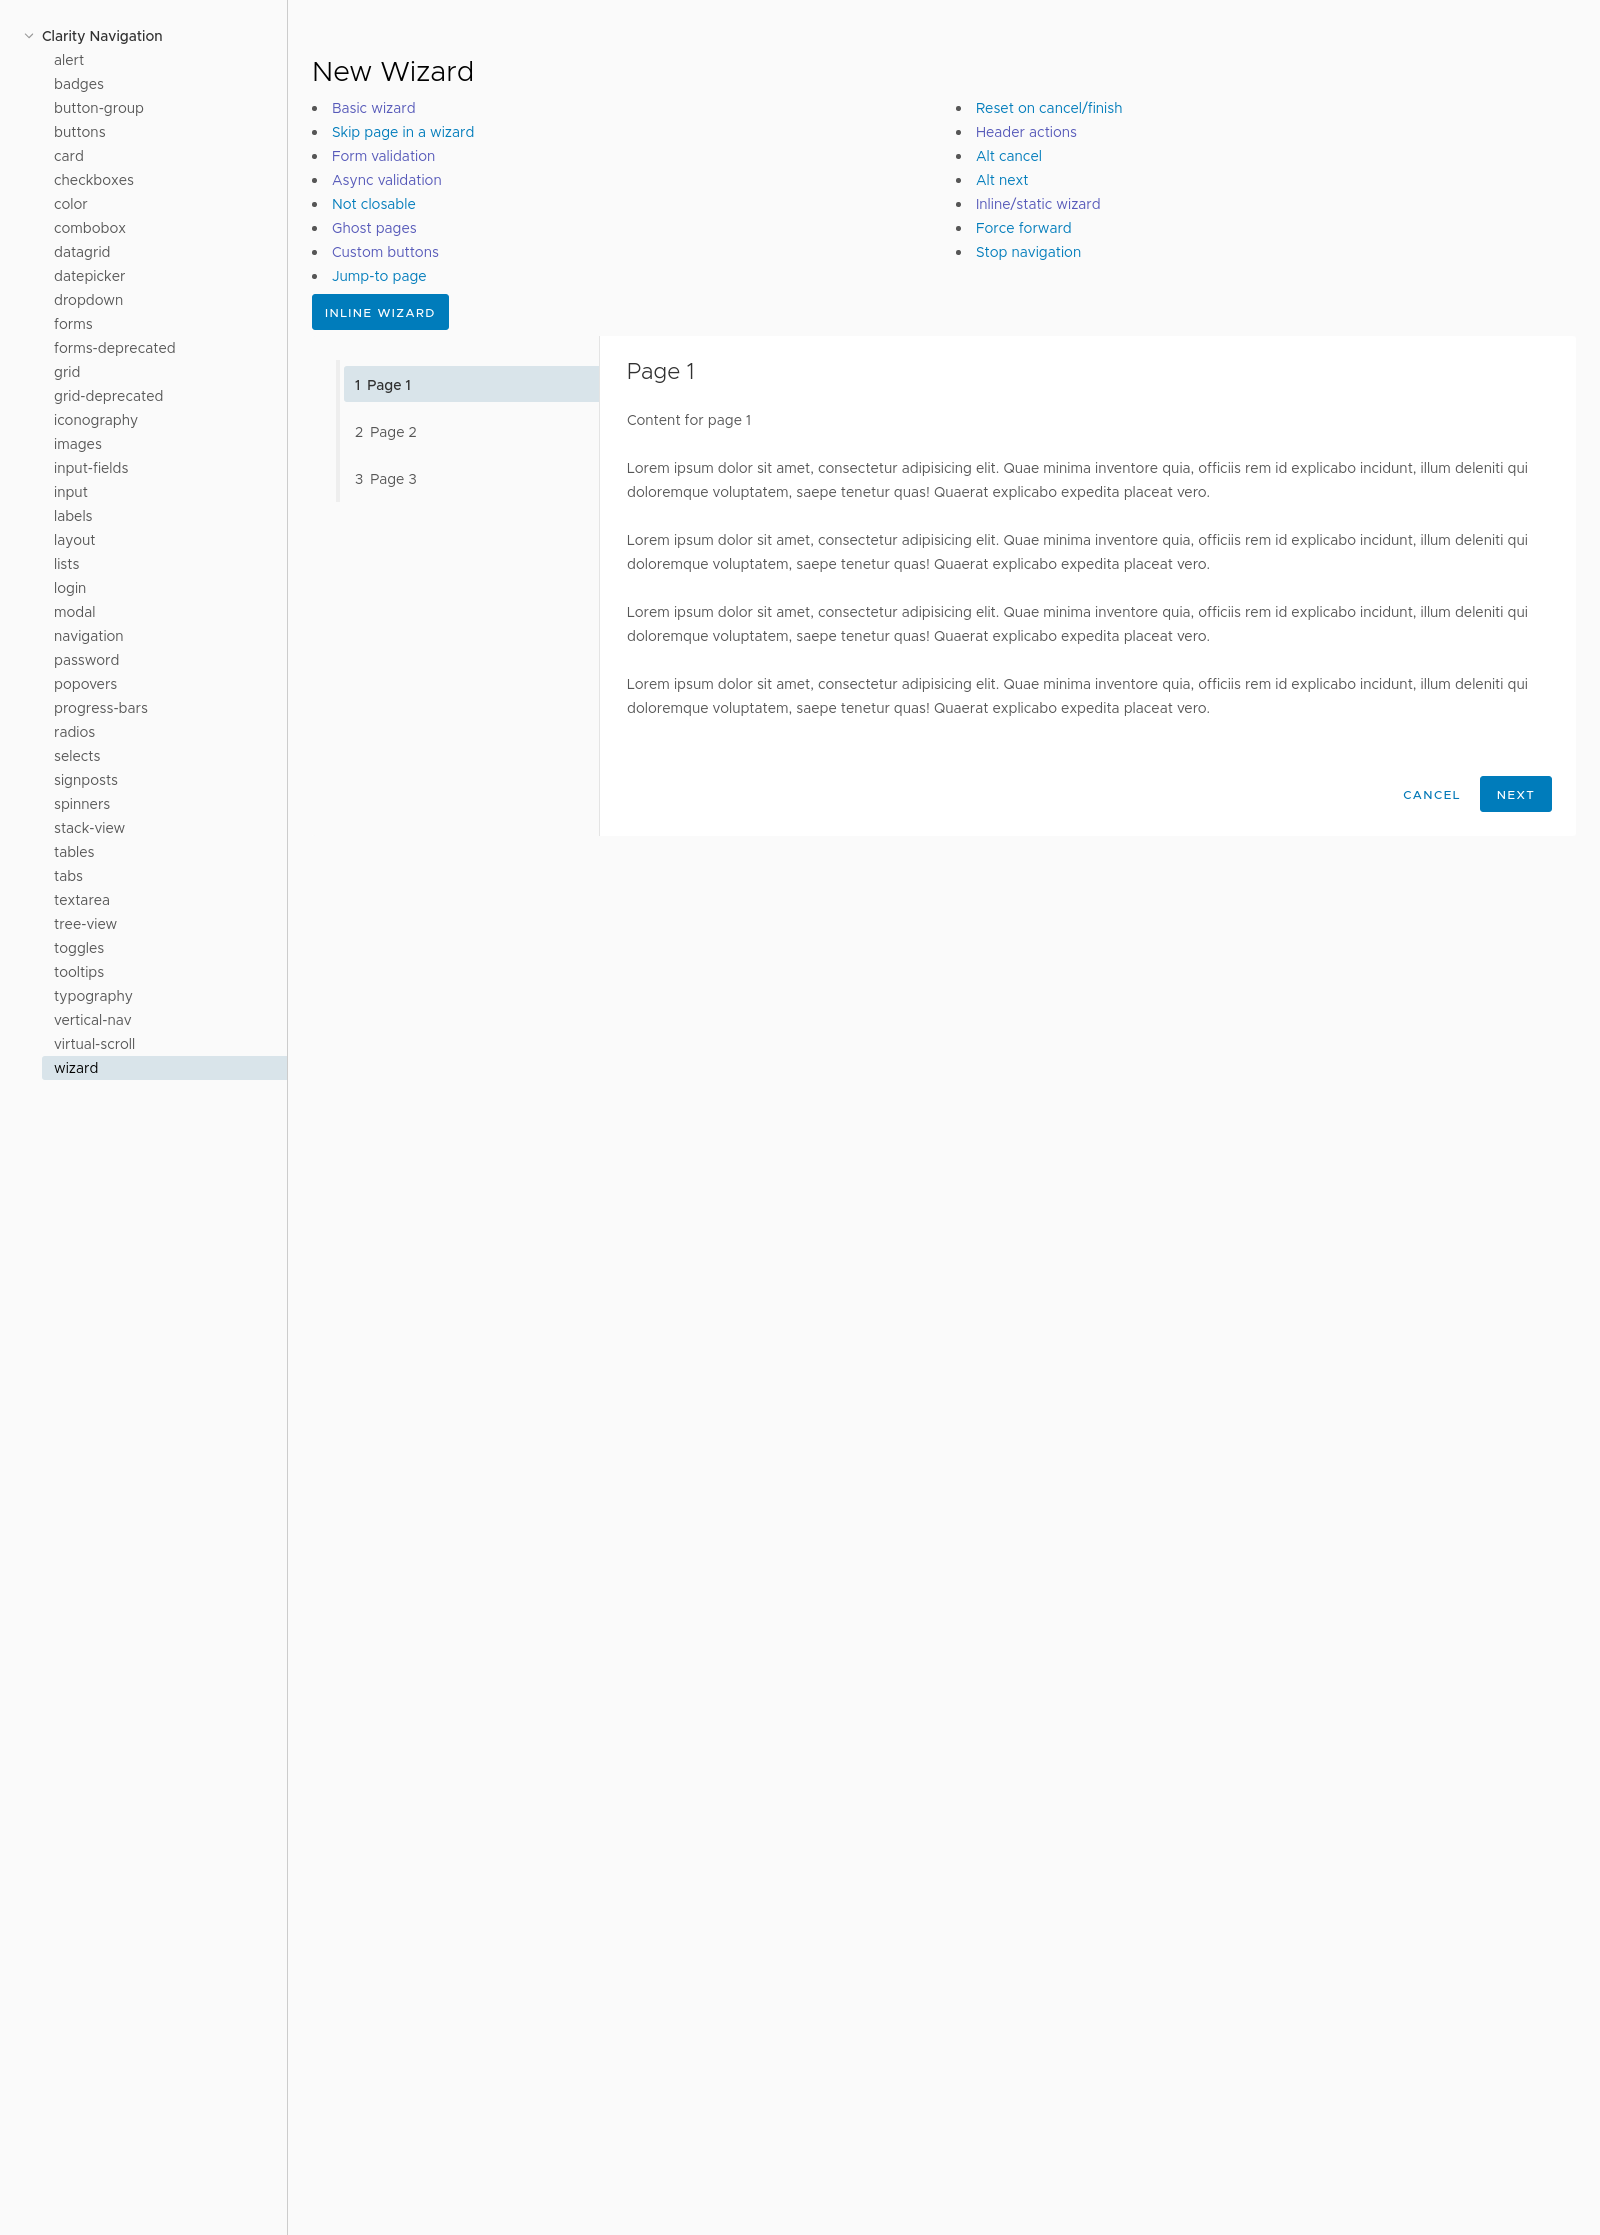 Clarity Navigation
alert
badges
button-group
buttons
card
checkboxes
color
combobox
datagrid
datepicker
dropdown
forms
forms-deprecated
grid
grid-deprecated
iconography
images
input-fields
input
labels
layout
lists
login
modal
navigation
password
popovers
progress-bars
radios
selects
signposts
spinners
stack-view
tables
tabs
textarea
tree-view
toggles
tooltips
typography
vertical-nav
virtual-scroll
wizard
New Wizard
Basic wizard
Skip page in a wizard
Form validation
Async validation
Not closable
Ghost pages
Custom buttons
Jump-to page
Reset on cancel/finish
Header actions
Alt cancel
Alt next
Inline/static wizard
Force forward
Stop navigation
INLINE WIZARD
1 Page 1
2 Page 2
3 Page 3
Page 1
Content for page 1
Lorem ipsum dolor sit amet, consectetur adipisicing elit. Quae minima inventore quia, officiis rem id explicabo incidunt, illum deleniti qui
doloremque voluptatem, saepe tenetur quas! Quaerat explicabo expedita placeat vero.
Lorem ipsum dolor sit amet, consectetur adipisicing elit. Quae minima inventore quia, officiis rem id explicabo incidunt, illum deleniti qui
doloremque voluptatem, saepe tenetur quas! Quaerat explicabo expedita placeat vero.
Lorem ipsum dolor sit amet, consectetur adipisicing elit. Quae minima inventore quia, officiis rem id explicabo incidunt, illum deleniti qui
doloremque voluptatem, saepe tenetur quas! Quaerat explicabo expedita placeat vero.
Lorem ipsum dolor sit amet, consectetur adipisicing elit. Quae minima inventore quia, officiis rem id explicabo incidunt, illum deleniti qui
doloremque voluptatem, saepe tenetur quas! Quaerat explicabo expedita placeat vero.
CANCEL
NEXT